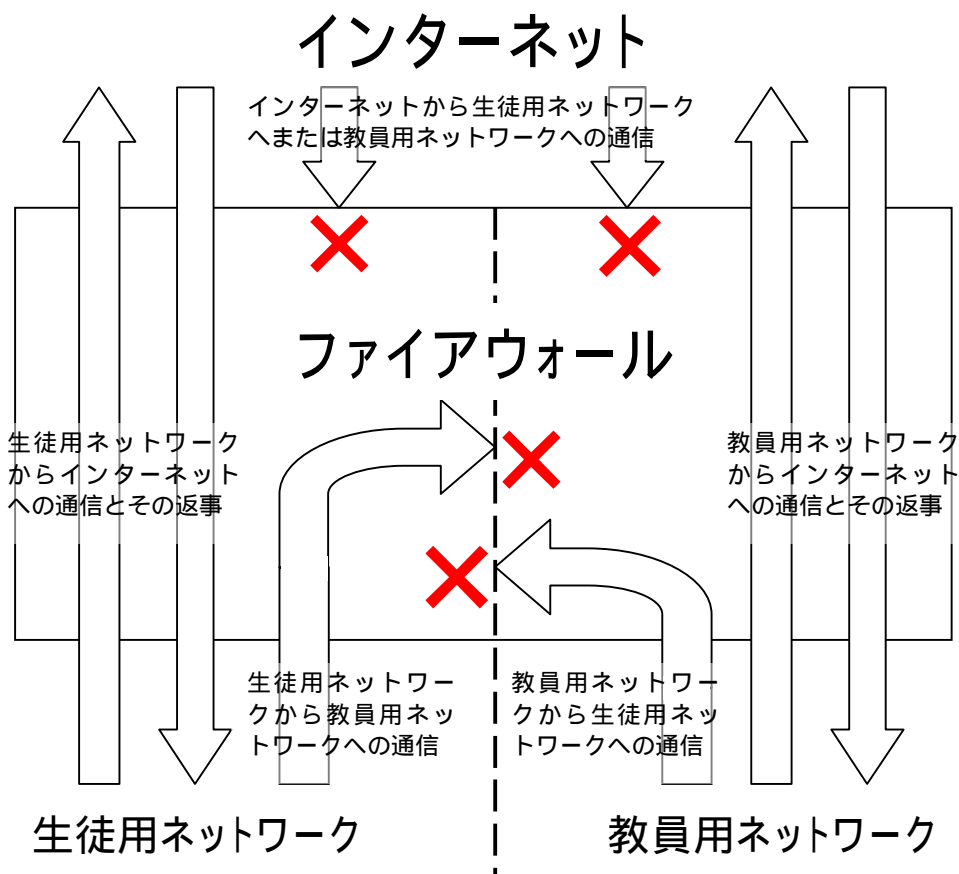 インターネット
インターネットから生徒用ネットワーク
へまたは教員用ネットワークへの通信
ファイアウォール
生徒用ネットワーク
からインターネット
への通信とその返事
教員用ネットワーク
からインターネット
への通信とその返事
生徒用ネットワー
クから教員用ネッ
トワークへの通信
教員用ネットワー
クから生徒用ネッ
トワークへの通信
生徒用ネットワーク
教員用ネットワーク